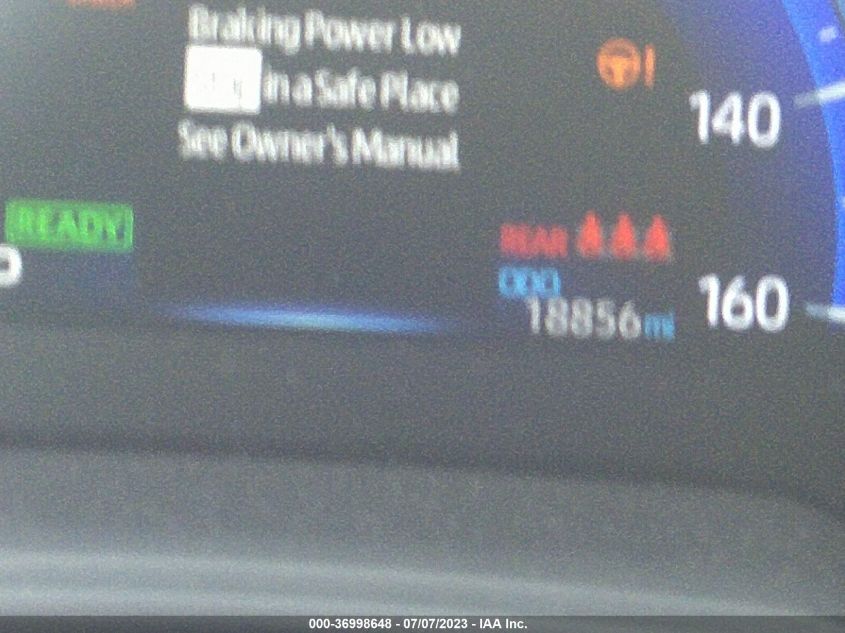 Braking Power Low
in a Safe Place
See Owner's Manual
!
140
READY
REAR
P
ODO
160
18856 mi
000-36998648 - 07/07/2023 - IAA Inc.